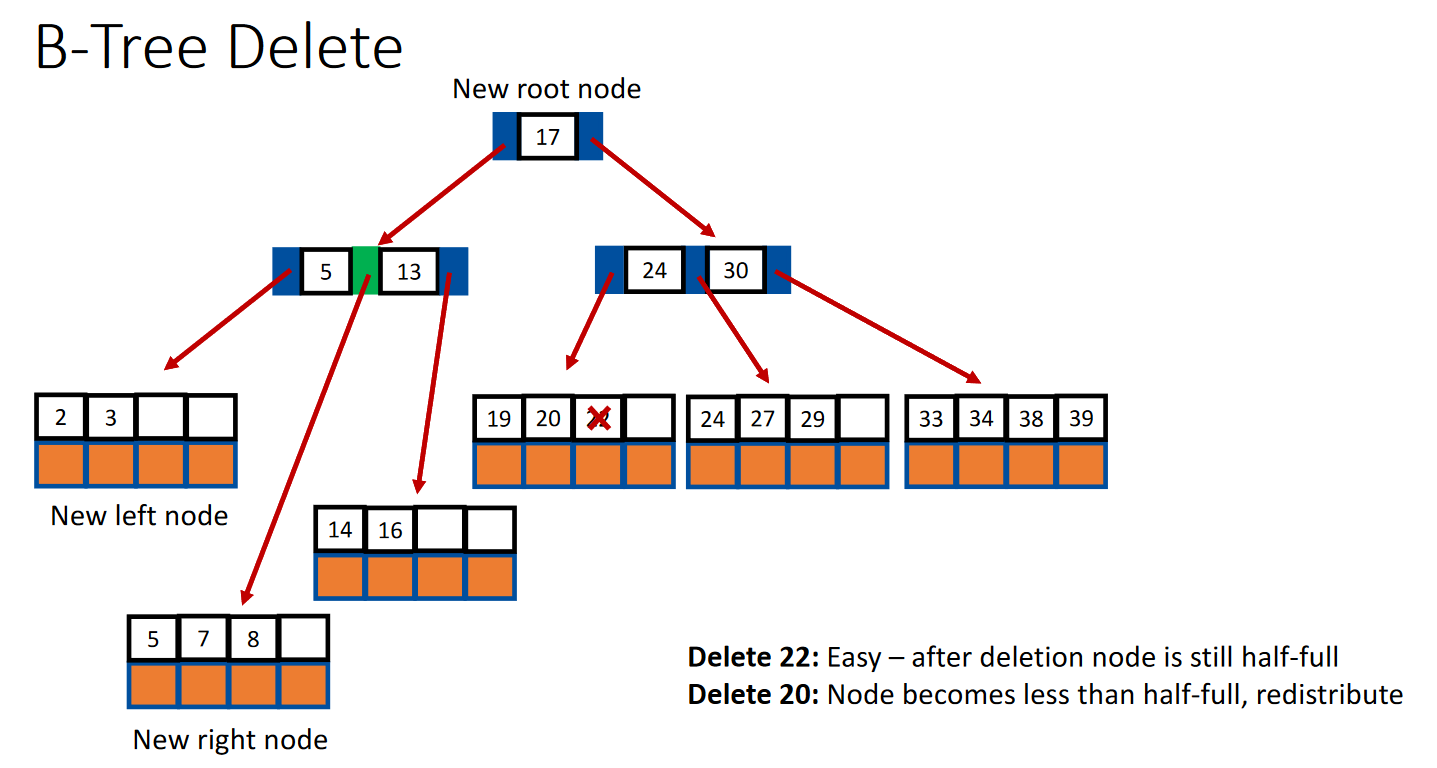 B-Tree Delete
New root node
17
5 13
24 30
2 3
19 20 22
24 27 29
33 34 38 39
New left node
14 16
5 7 8
New right node
Delete 22: Easy – after deletion node is still half-full
Delete 20: Node becomes less than half-full, redistribute